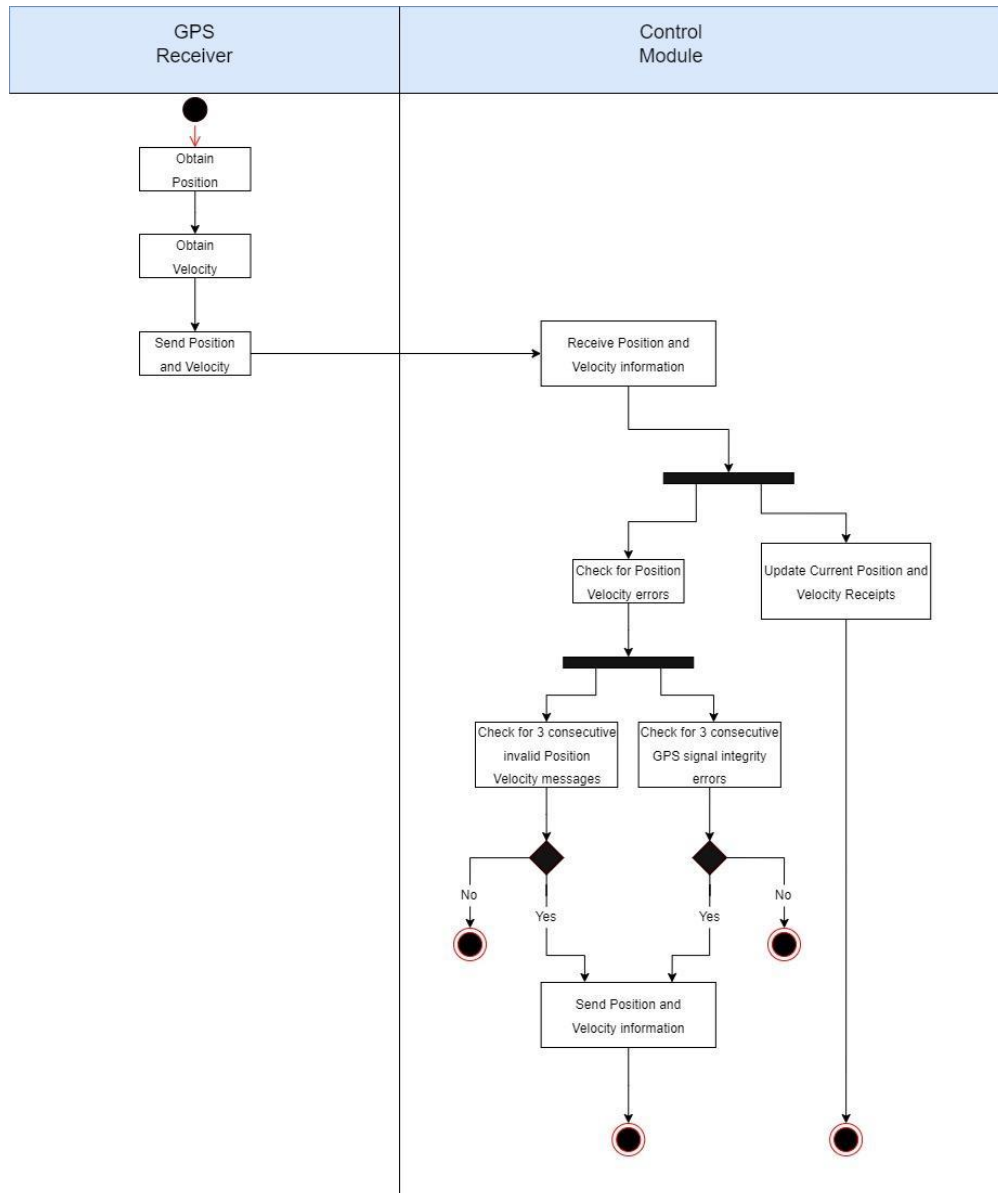 GPS
Receiver
Control
Module
Obtain
Position
Obtain
Velocity
Send Position
and Velocity
Receive Position and
Velocity information
Check for Position
Velocity errors
Update Current Position and
Velocity Receipts
Check for 3 consecutive
invalid Position
Velocity messages
Check for 3 consecutive
GPS signal integrity
errors
No
Yes
Yes
No
Send Position and
Velocity information